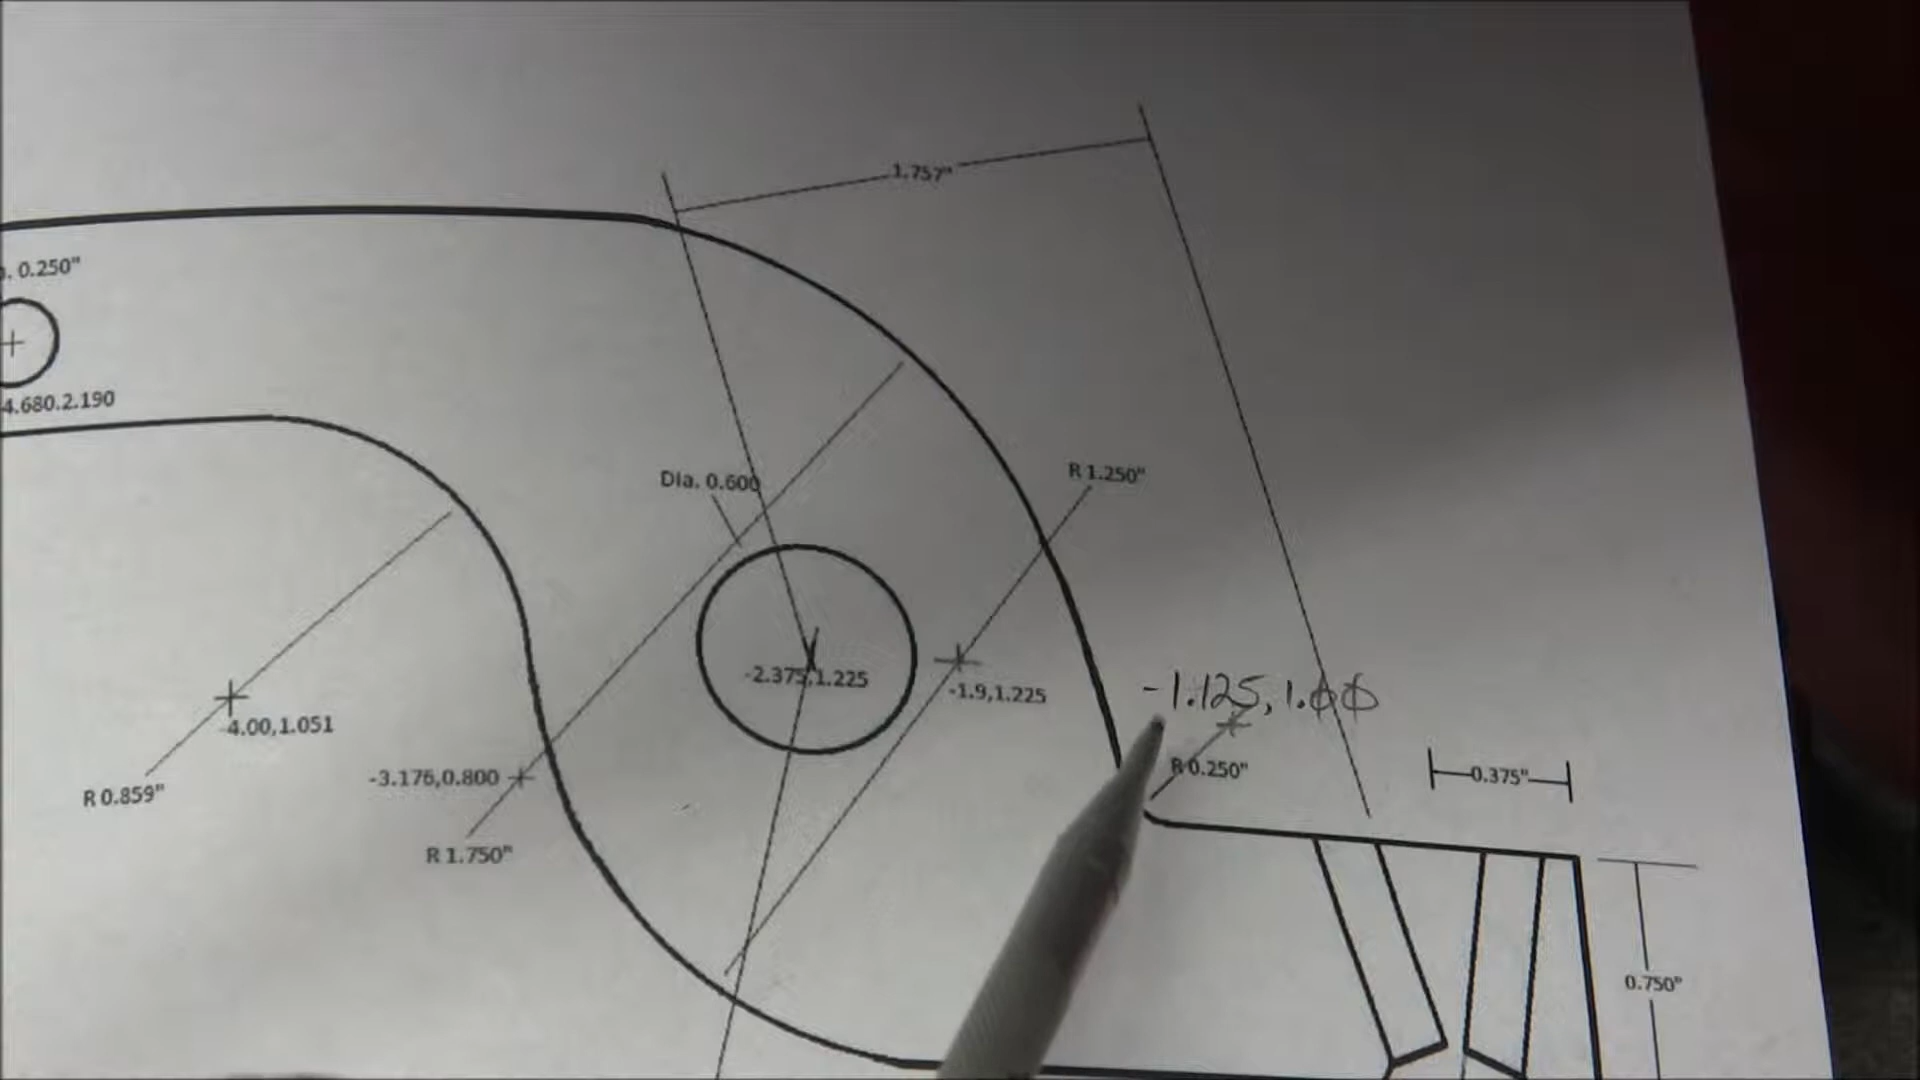 1.757"
0.250"
4.680.2.190
Dia. 0.600
R 1.250"
-2.375,1.225
-1.9,1.225
-1.125,1.00
4.00,1.051
R 0.250"
0.375"
-3.176,0.800
R 0.859"
R 1.750"
0.750"